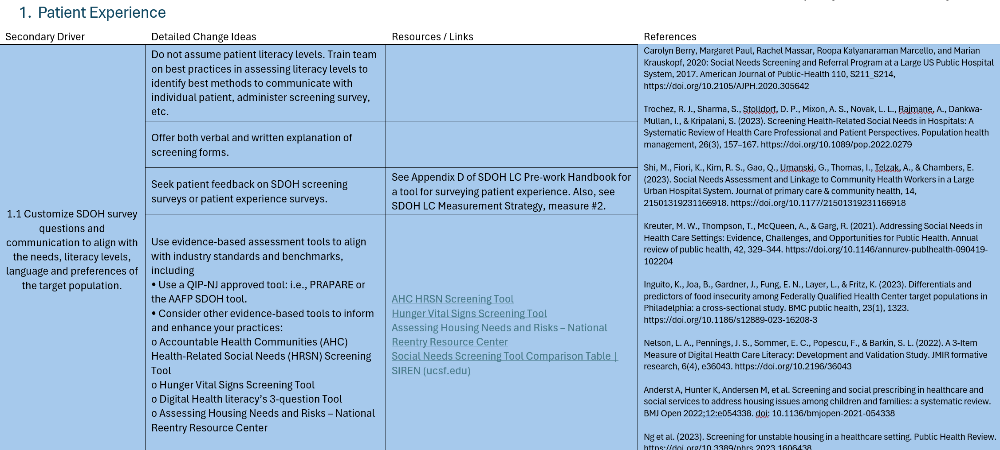 1. Patient Experience
Secondary Driver
Detailed Change Ideas
Resources / Links
References
1.1 Customize SDOH survey
questions and
communication to align with
the needs, literacy levels,
language and preferences of
the target population.
Do not assume patient literacy levels. Train team
on best practices in assessing literacy levels to
identify best methods to communicate with
individual patient, administer screening survey,
etc.
Offer both verbal and written explanation of
screening forms.
Seek patient feedback on SDOH screening
surveys or patient experience surveys.
See Appendix D of SDOH LC Pre-work Handbook for
a tool for surveying patient experience. Also, see
SDOH LC Measurement Strategy, measure #2.
Use evidence-based assessment tools to align
with industry standards and benchmarks,
including
• Use a QIP-NJ approved tool: i.e., PRAPARE or
the AAFP SDOH tool.
• Consider other evidence-based tools to inform
and enhance your practices:
o Accountable Health Communities (AHC)
Health-Related Social Needs (HRSN) Screening
Tool
o Hunger Vital Signs Screening Tool
o Digital Health literacy’s 3-question Tool
o Assessing Housing Needs and Risks – National
Reentry Resource Center
AHC HRSN Screening Tool
Hunger Vital Signs Screening Tool
Assessing Housing Needs and Risks – National
Reentry Resource Center
Social Needs Screening Tool Comparison Table |
SIREN (ucsf.edu)
Carolyn Berry, Margaret Paul, Rachel Massar, Roopa Kalyanaraman Marcello, and Marian
Krauskopf, 2020: Social Needs Screening and Referral Program at a Large US Public Hospital
System, 2017. American Journal of Public-Health 110, S211_S214,
https://doi.org/10.2105/AJPH.2020.305642
Trochez, R. J., Sharma, S., Stolldorf, D. P., Mixon, A. S., Novak, L. L., Rajmane, A., Dankwa-
Mullan, I., & Kripalani, S. (2023). Screening Health-Related Social Needs in Hospitals: A
Systematic Review of Health Care Professional and Patient Perspectives. Population health
management, 26(3), 157–167. https://doi.org/10.1089/pop.2022.0279
Shi, M., Fiori, K., Kim, R. S., Gao, Q., Umanski, G., Thomas, I., Telzak, A., & Chambers, E.
(2023). Social Needs Assessment and Linkage to Community Health Workers in a Large
Urban Hospital System. Journal of primary care & community health, 14,
21501319231166918. https://doi.org/10.1177/21501319231166918
Kreuter, M. W., Thompson, T., McQueen, A., & Garg, R. (2021). Addressing Social Needs in
Health Care Settings: Evidence, Challenges, and Opportunities for Public Health. Annual
review of public health, 42, 329–344. https://doi.org/10.1146/annurev-publhealth-090419-
102204
Inguito, K., Joa, B., Gardner, J., Fung, E. N., Layer, L., & Fritz, K. (2023). Differentials and
predictors of food insecurity among Federally Qualified Health Center target populations in
Philadelphia: a cross-sectional study. BMC public health, 23(1), 1323.
https://doi.org/10.1186/s12889-023-16208-3
Nelson, L. A., Pennings, J. S., Sommer, E. C., Popescu, F., & Barkin, S. L. (2022). A 3-Item
Measure of Digital Health Care Literacy: Development and Validation Study. JMIR formative
research, 6(4), e36043. https://doi.org/10.2196/36043
Anderst A, Hunter K, Andersen M, et al. Screening and social prescribing in healthcare and
social services to address housing issues among children and families: a systematic review.
BMJ Open 2022;12:e054338. doi: 10.1136/bmjopen-2021-054338
Ng et al. (2023). Screening for unstable housing in a healthcare setting. Public Health Review.
https://doi.org/10.3389/phrs.2023.1606438